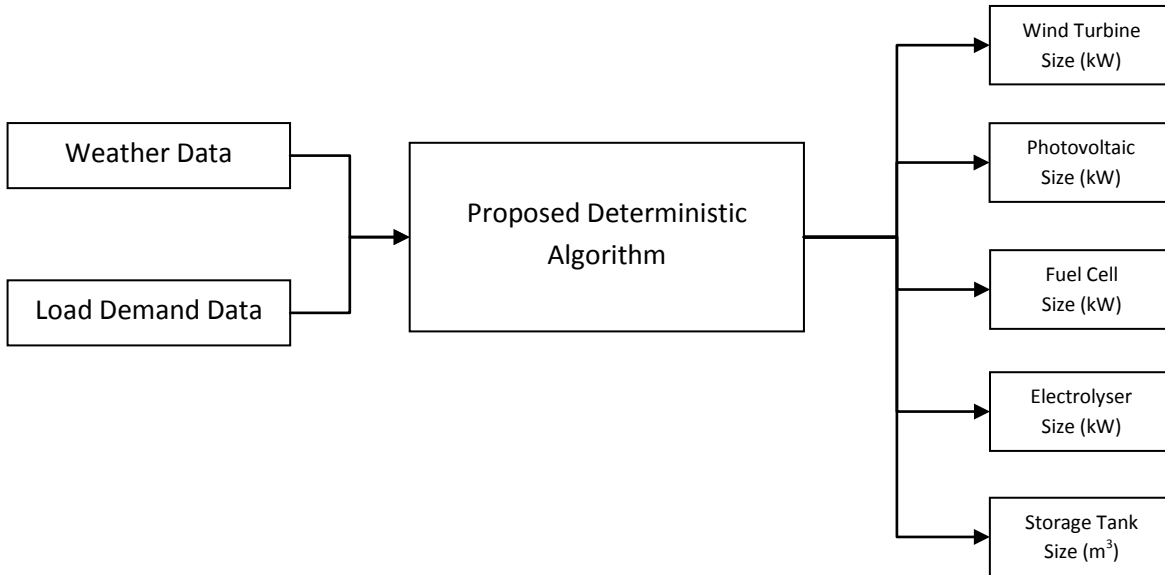 Weather Data
Load Demand Data
Proposed Deterministic
Algorithm
Wind Turbine
Size (kW)
Photovoltaic
Size (kW)
Fuel Cell
Size (kW)
Electrolyser
Size (kW)
Storage Tank
Size (m³)